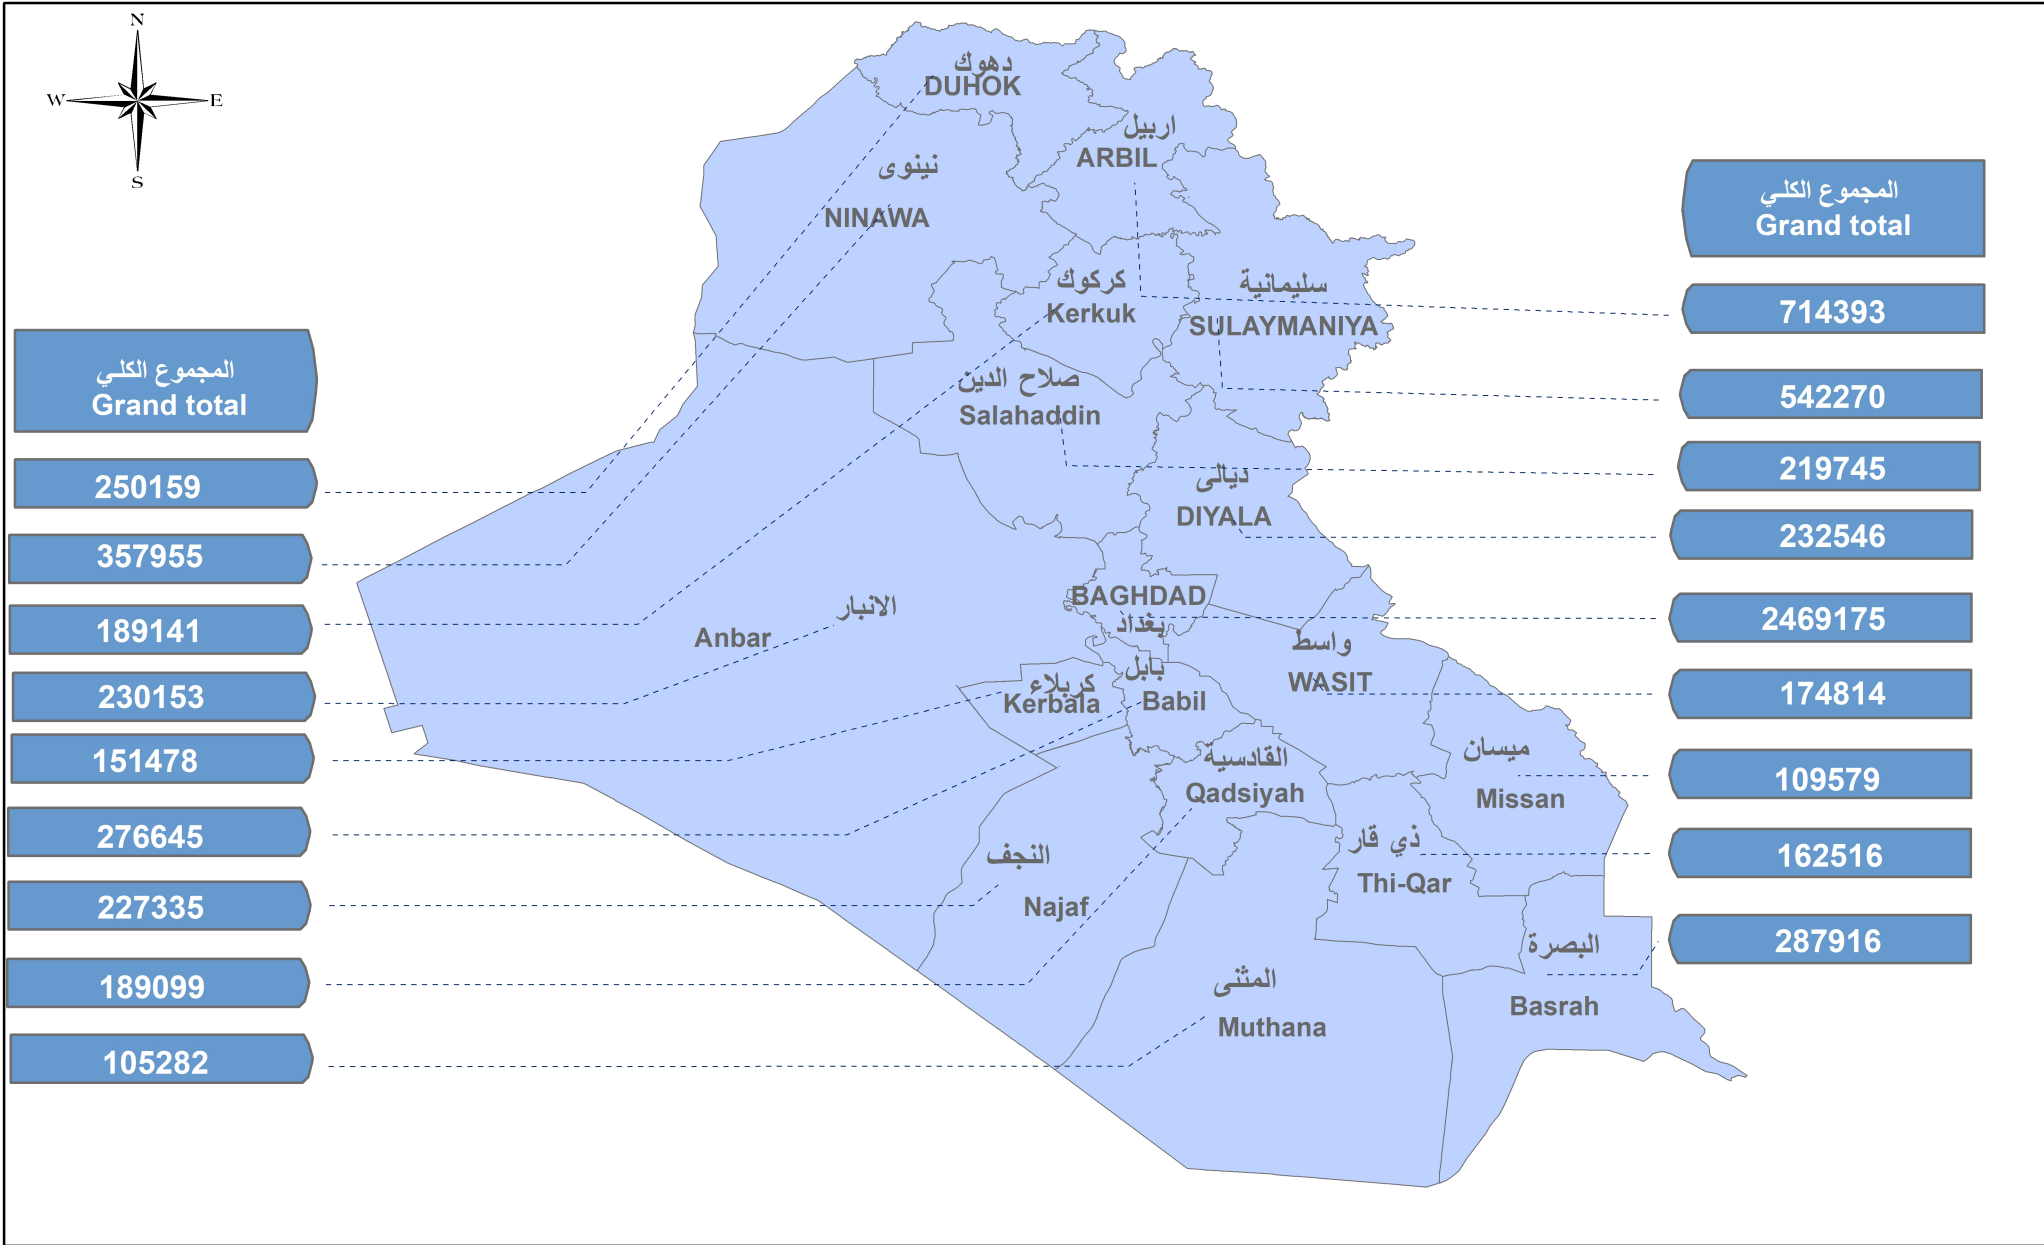 N
W
E
S
دهوك
DUHOK
اربيل
ARBIL
نينوى
NINAWA
المجموع الكلي
Grand total
كركوك
Kerkuk
سليمانية
SULAYMANIYA
714393
المجموع الكلي
Grand total
صلاح الدين
Salahaddin
542270
250159
ديالى
DIYALA
219745
357955
232546
الانبار
Anbar
BAGHDAD
بغداد
2469175
189141
واسط
WASIT
174814
230153
بابل
Babil
كربلاء
Kerbala
151478
القادسية
Qadsiyah
ميسان
Missan
109579
276645
النجف
Najaf
ذي قار
Thi-Qar
162516
227335
البصرة
Basrah
287916
189099
المثنى
Muthana
105282